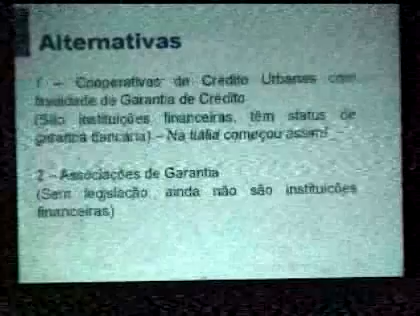 Alternativas
1 – Cooperativas de Crédito Urbanas com
finalidade de Garantia de Crédito
(São instituições financeiras, têm status de
garantia bancária) – Na Itália começou assim!
2 – Associações de Garantia
(Sem legislação, ainda não são instituições
financeiras)